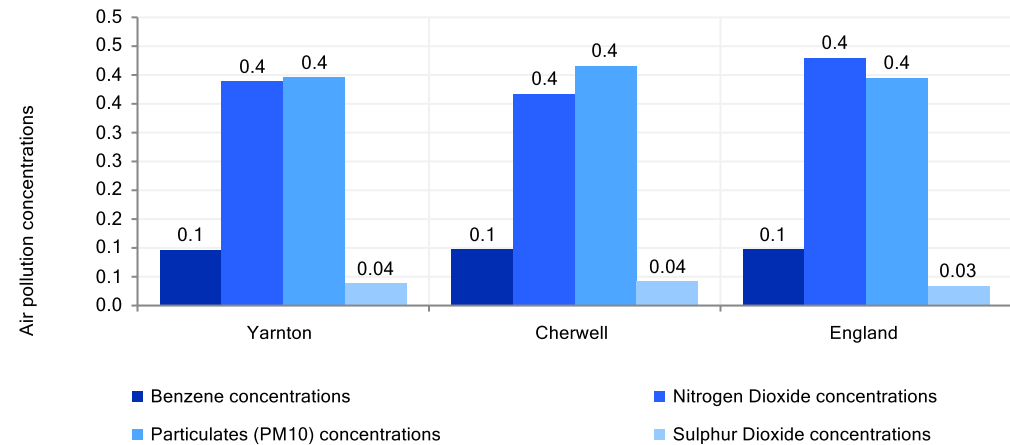 Air pollution concentrations
0.5
0.5
0.4
0.4
0.3
0.3
0.2
0.2
0.1
0.1
0.0
0.1
0.4
0.4
0.04
0.1
0.4
0.4
0.04
0.1
0.4
0.4
0.03
Yarnton
Cherwell
England
Benzene concentrations
Nitrogen Dioxide concentrations
Particulates (PM10) concentrations
Sulphur Dioxide concentrations